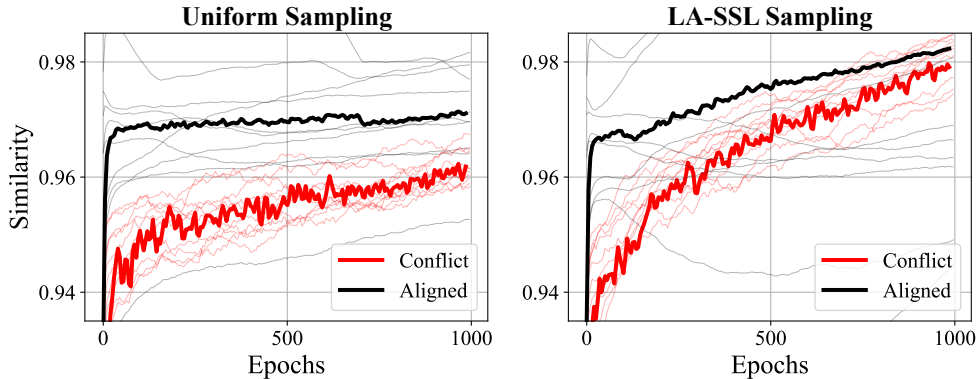 Uniform Sampling
Similarity
0.98
0.96
0.94
Conflict
Aligned
0
500
1000
Epochs
LA-SSL Sampling
0.98
0.96
0.94
Conflict
Aligned
0
500
1000
Epochs